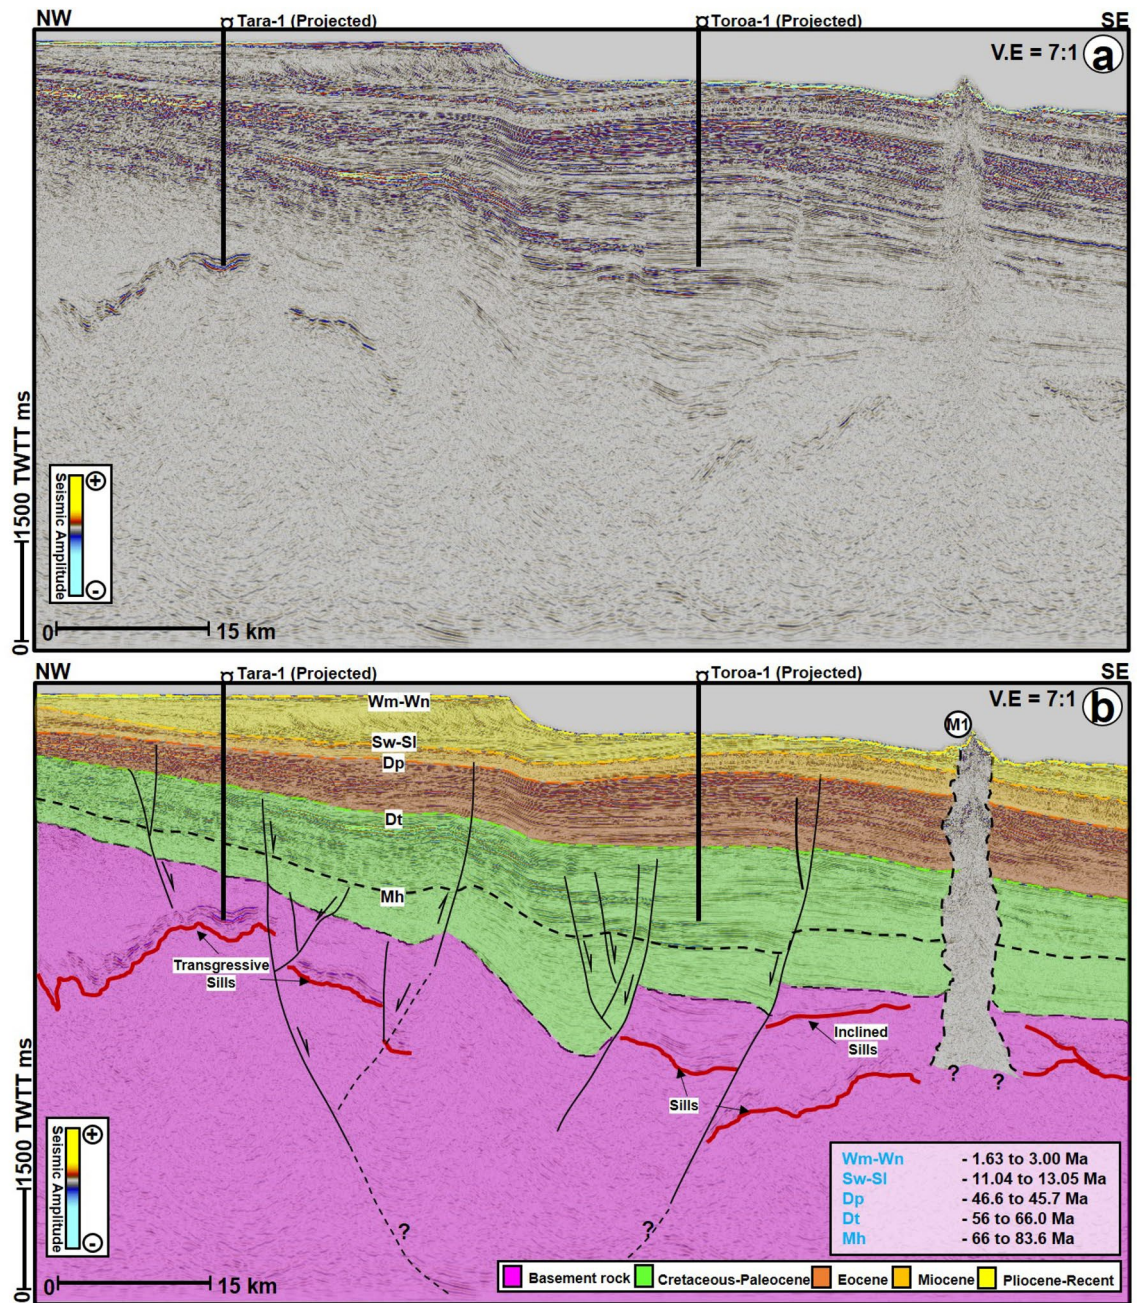 NW
¤ Tara-1 (Projected)
¤ Toroa-1 (Projected)
SE
V.E = 7:1
a
0 1500 TWTT ms
Seismic Amplitude
+
-
0 15 km
NW
¤ Tara-1 (Projected)
¤ Toroa-1 (Projected)
SE
V.E = 7:1
b
M1
Wm-Wn
Sw-Sl
Dp
Dt
Mh
Transgressive
Sills
Inclined
Sills
Sills
?
?
?
?
0 1500 TWTT ms
Seismic Amplitude
+
-
0 15 km
Wm-Wn - 1.63 to 3.00 Ma
Sw-Sl - 11.04 to 13.05 Ma
Dp - 46.6 to 45.7 Ma
Dt - 56 to 66.0 Ma
Mh - 66 to 83.6 Ma
Basement rock Cretaceous-Paleocene Eocene Miocene Pliocene-Recent